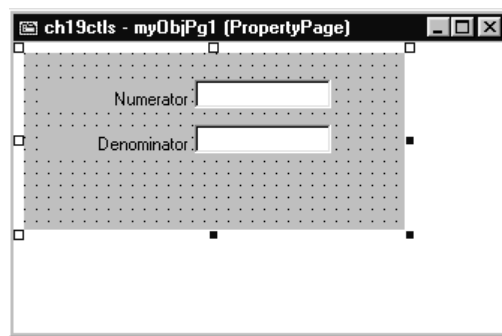 ch19ctls - myObjPg1 (PropertyPage)
Numerator
Denominator